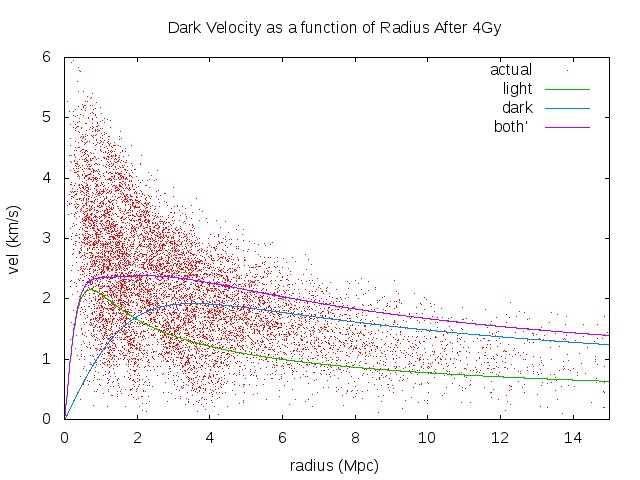 Dark Velocity as a function of Radius After 4Gy
actual
light
dark
both'
6
5
4
3
2
1
0
vel (km/s)
0 2 4 6 8 10 12 14
radius (Mpc)